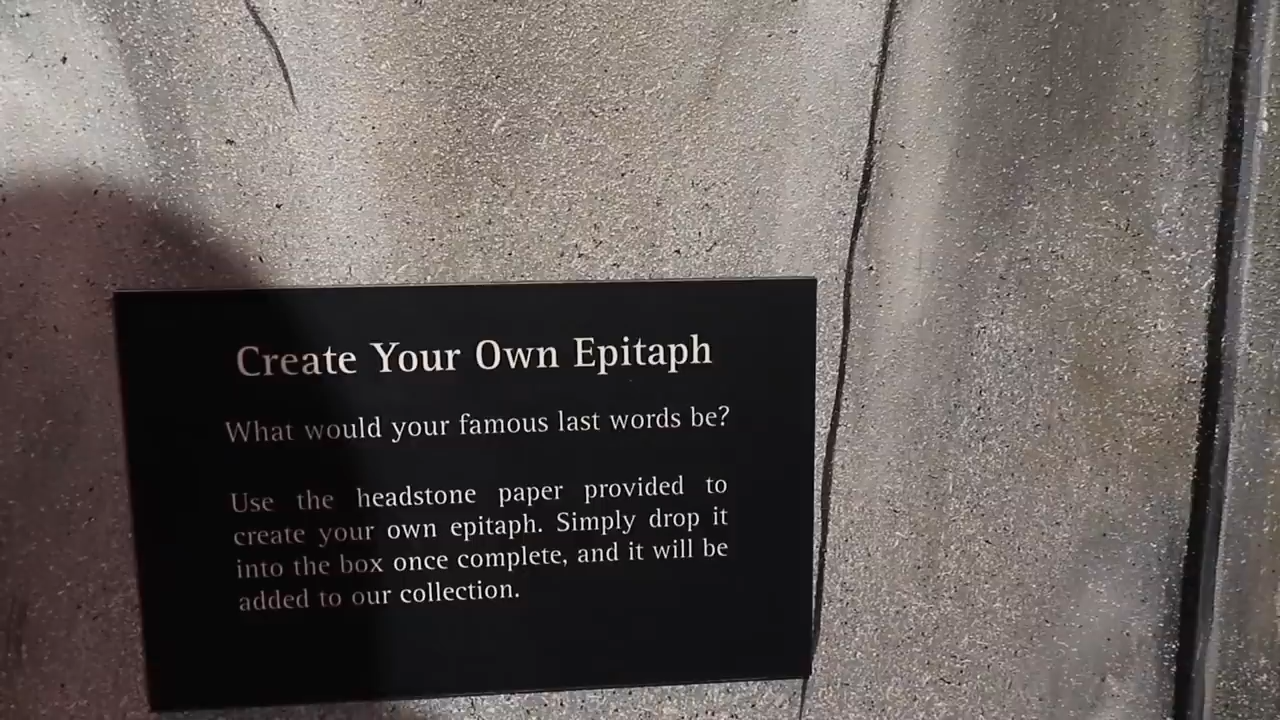 Create Your Own Epitaph
What would your famous last words be?
Use the headstone paper provided to
create your own epitaph. Simply drop it
into the box once complete, and it will be
added to our collection.